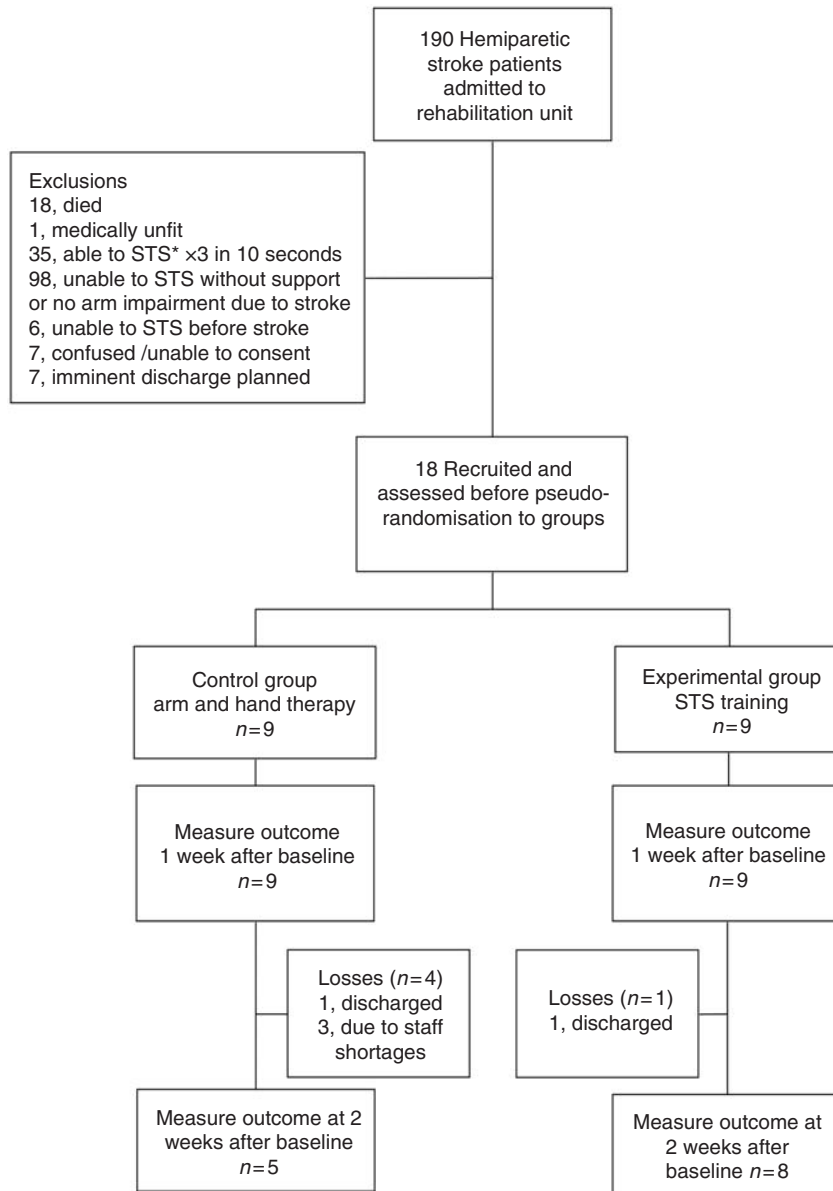 190 Hemiparetic
stroke patients
admitted to
rehabilitation unit
Exclusions
18, died
1, medically unfit
35, able to STS* ×3 in 10 seconds
98, unable to STS without support
or no arm impairment due to stroke
6, unable to STS before stroke
7, confused /unable to consent
7, imminent discharge planned
18 Recruited and
assessed before pseudo-
randomisation to groups
Control group
arm and hand therapy
n=9
Experimental group
STS training
n=9
Measure outcome
1 week after baseline
n=9
Measure outcome
1 week after baseline
n=9
Losses (n=4)
1, discharged
3, due to staff
shortages
Losses (n=1)
1, discharged
Measure outcome at 2
weeks after baseline
n=5
Measure outcome at
2 weeks after
baseline n=8